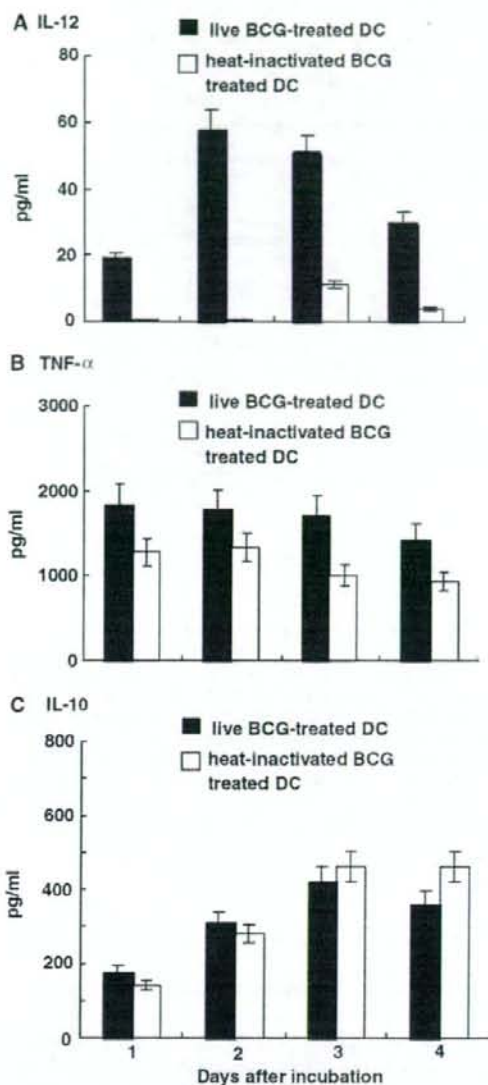 A IL-12
live BCG-treated DC
heat-inactivated BCG
treated DC
80
60
40
20
0
pg/ml
B TNF-α
live BCG-treated DC
heat-inactivated BCG
treated DC
3000
2000
1000
0
pg/ml
C IL-10
live BCG-treated DC
heat-inactivated BCG
treated DC
800
600
400
200
0
pg/ml
1 2 3 4
Days after incubation